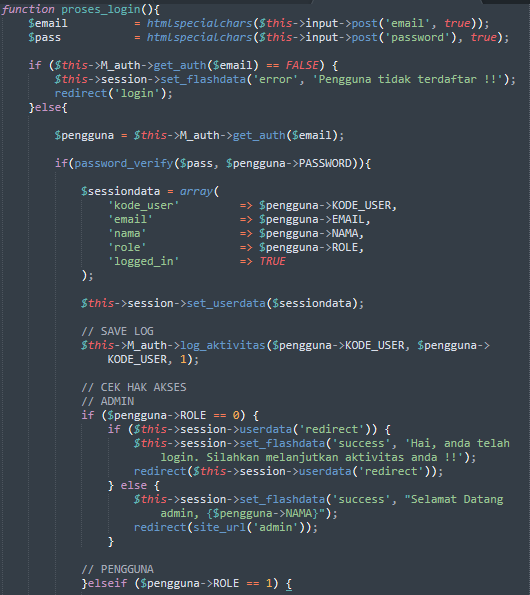 function proses_login(){
$email = htmlspecialchars($this->input->post('email', true));
$pass = htmlspecialchars($this->input->post('password'), true);
if ($this->M_auth->get_auth($email) == FALSE) {
$this->session->set_flashdata('error', 'Pengguna tidak terdaftar !!');
redirect('login');
}else{
$pengguna = $this->M_auth->get_auth($email);
if(password_verify($pass, $pengguna->PASSWORD)){
$sessiondata = array(
'kode_user' => $pengguna->KODE_USER,
'email' => $pengguna->EMAIL,
'nama' => $pengguna->NAMA,
'role' => $pengguna->ROLE,
'logged_in' => TRUE
);
$this->session->set_userdata($sessiondata);
// SAVE LOG
$this->M_auth->log_aktivitas($pengguna->KODE_USER, $pengguna->
KODE_USER, 1);
// CEK HAK AKSES
// ADMIN
if ($pengguna->ROLE == 0) {
if ($this->session->userdata('redirect')) {
$this->session->set_flashdata('success', 'Hai, anda telah
login. Silahkan melanjutkan aktivitas anda !!');
redirect($this->session->userdata('redirect'));
} else {
$this->session->set_flashdata('success', "Selamat Datang
admin, {$pengguna->NAMA}");
redirect(site_url('admin'));
}
// PENGGUNA
}elseif ($pengguna->ROLE == 1) {